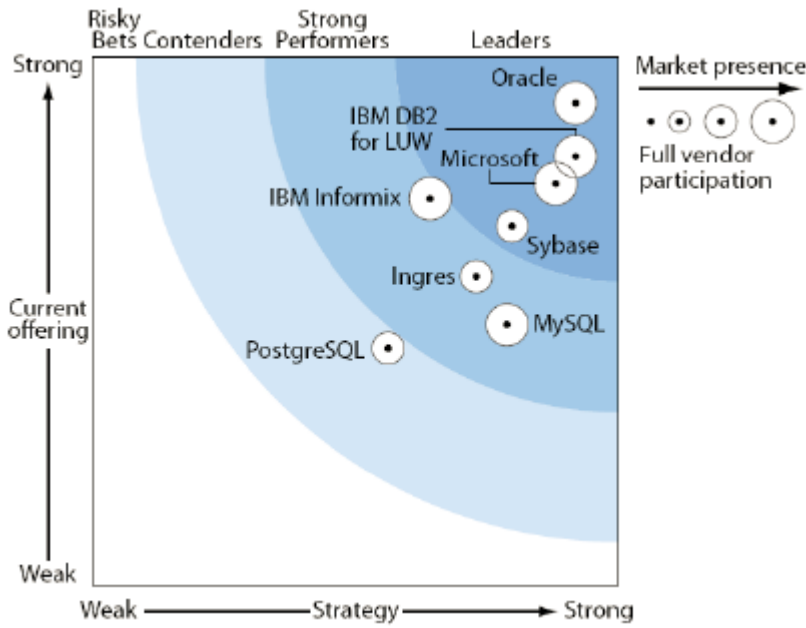 Risky
Bets
Contenders
Strong
Performers
Leaders
Strong
Market presence
Full vendor
participation
Oracle
IBM DB2
for LUW
Microsoft
IBM Informix
Sybase
Ingres
MySQL
PostgreSQL
Current
offering
Weak
Weak
Strategy
Strong